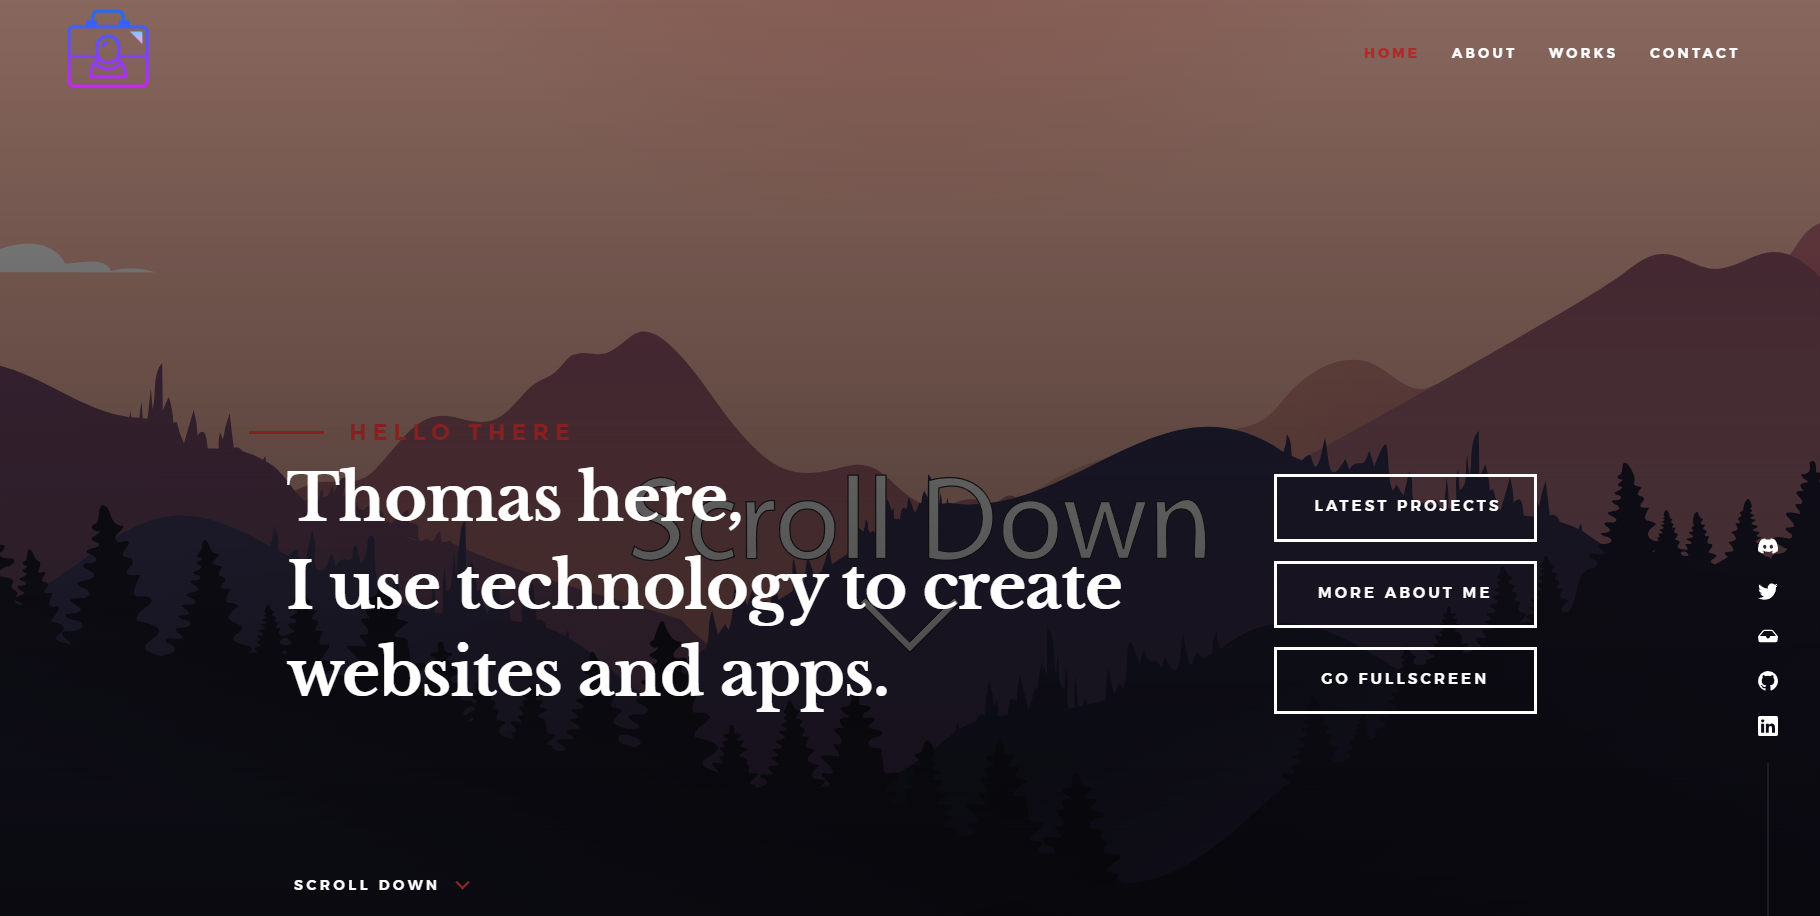 HOME ABOUT WORKS CONTACT
HELLO THERE
Thomas here,
I use technology to create
websites and apps.
Scroll Down
LATEST PROJECTS
MORE ABOUT ME
GO FULLSCREEN
SCROLL DOWN